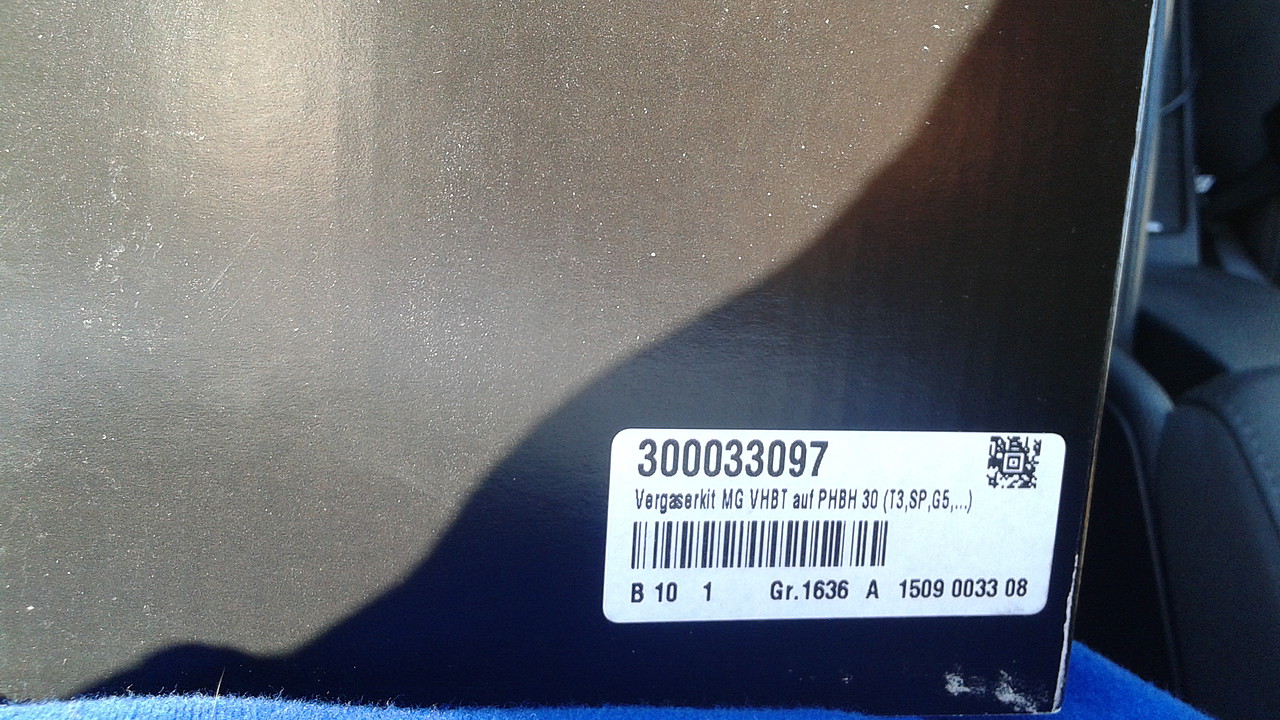 300033097
Vergaserkit MG VHBT auf PHBH 30 (T3,SP,G5,...)
B 10 1 Gr.1636 A 1509 0033 08